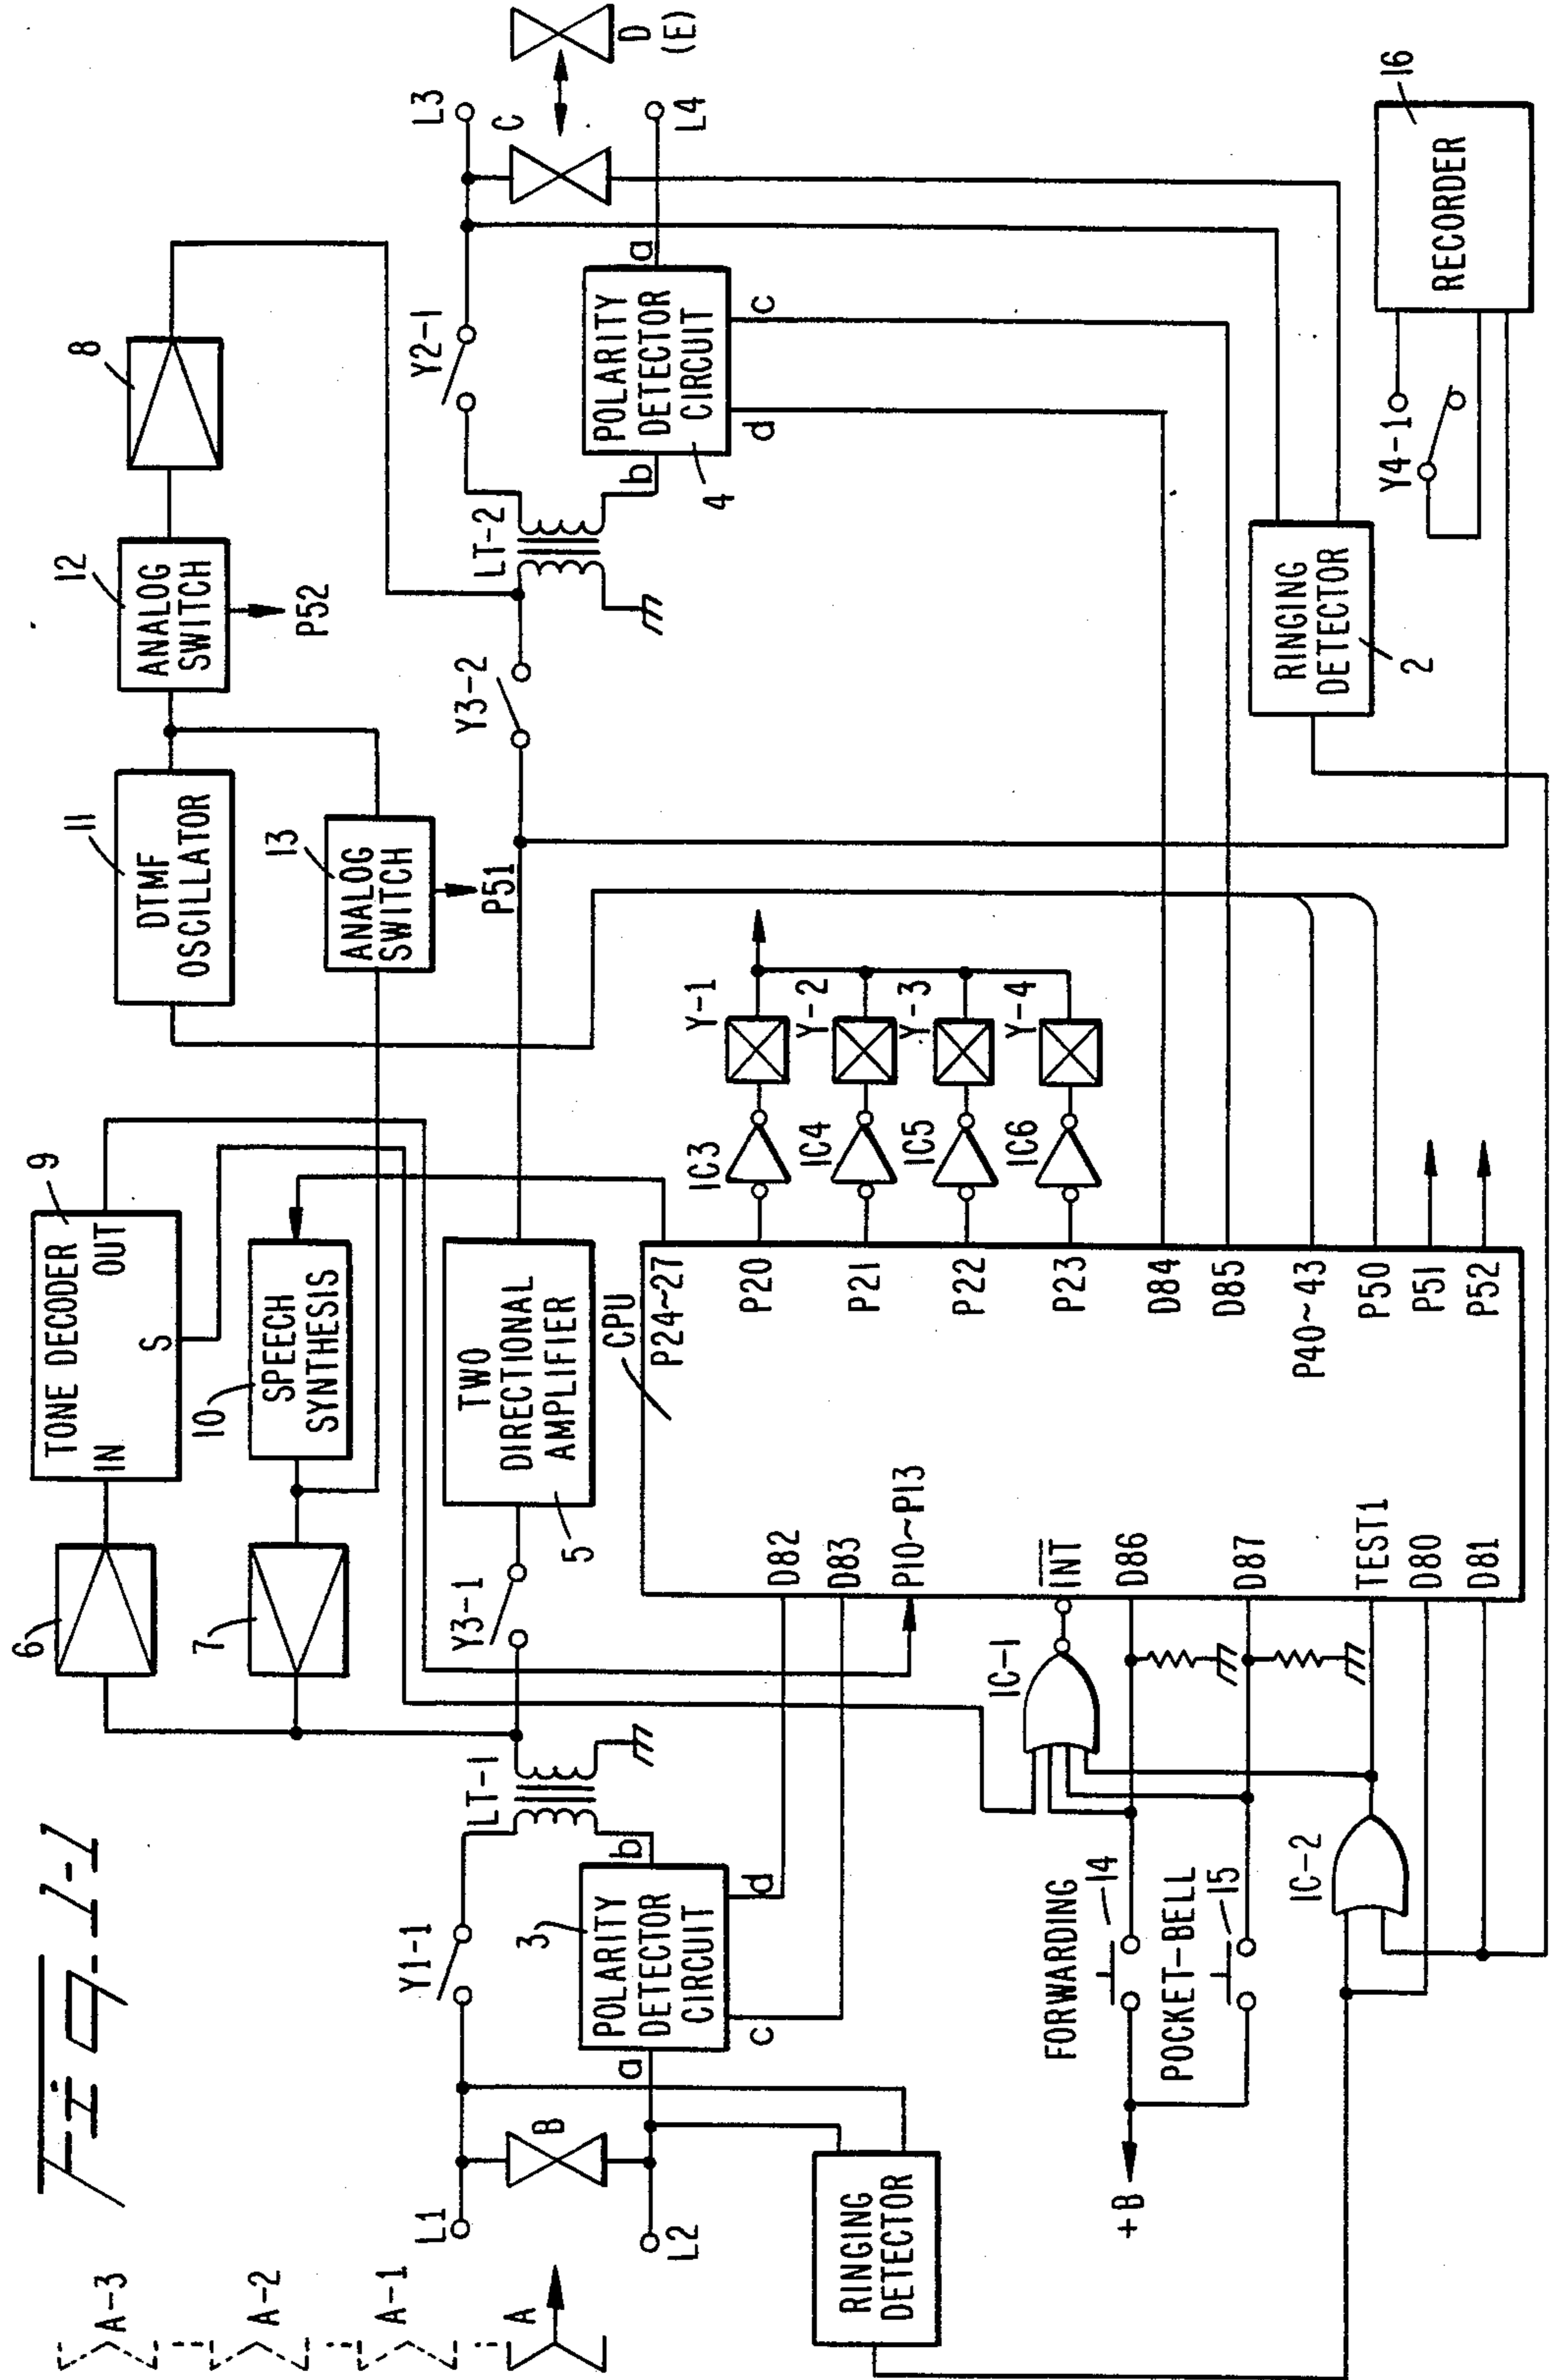 Fig-1-1
A-3
A-2
A-1
A
L1
L2
B
Y1-1
LT-1
3
POLARITY
DETECTOR
CIRCUIT
a
b
c
d
RINGING
DETECTOR
6
7
9
TONE DECODER
IN
OUT
S
10
SPEECH
SYNTHESIS
Y3-1
TWO
DIRECTIONAL
AMPLIFIER
5
11
DTMF
OSCILLATOR
12
ANALOG
SWITCH
P52
13
ANALOG
SWITCH
P51
8
Y3-2
LT-2
Y2-1
POLARITY
DETECTOR
CIRCUIT
4
a
b
c
d
L3
L4
C
D
(E)
CPU
D82
D83
P10~P13
INT
D86
D87
TEST1
D80
D81
P24~27
P20
P21
P22
P23
D84
D85
P40~43
P50
P51
P52
IC3
IC4
IC5
IC6
Y-1
Y-2
Y-3
Y-4
IC-1
IC-2
FORWARDING
14
POCKET-BELL
15
+B
RINGING
DETECTOR
2
Y4-1
RECORDER
16